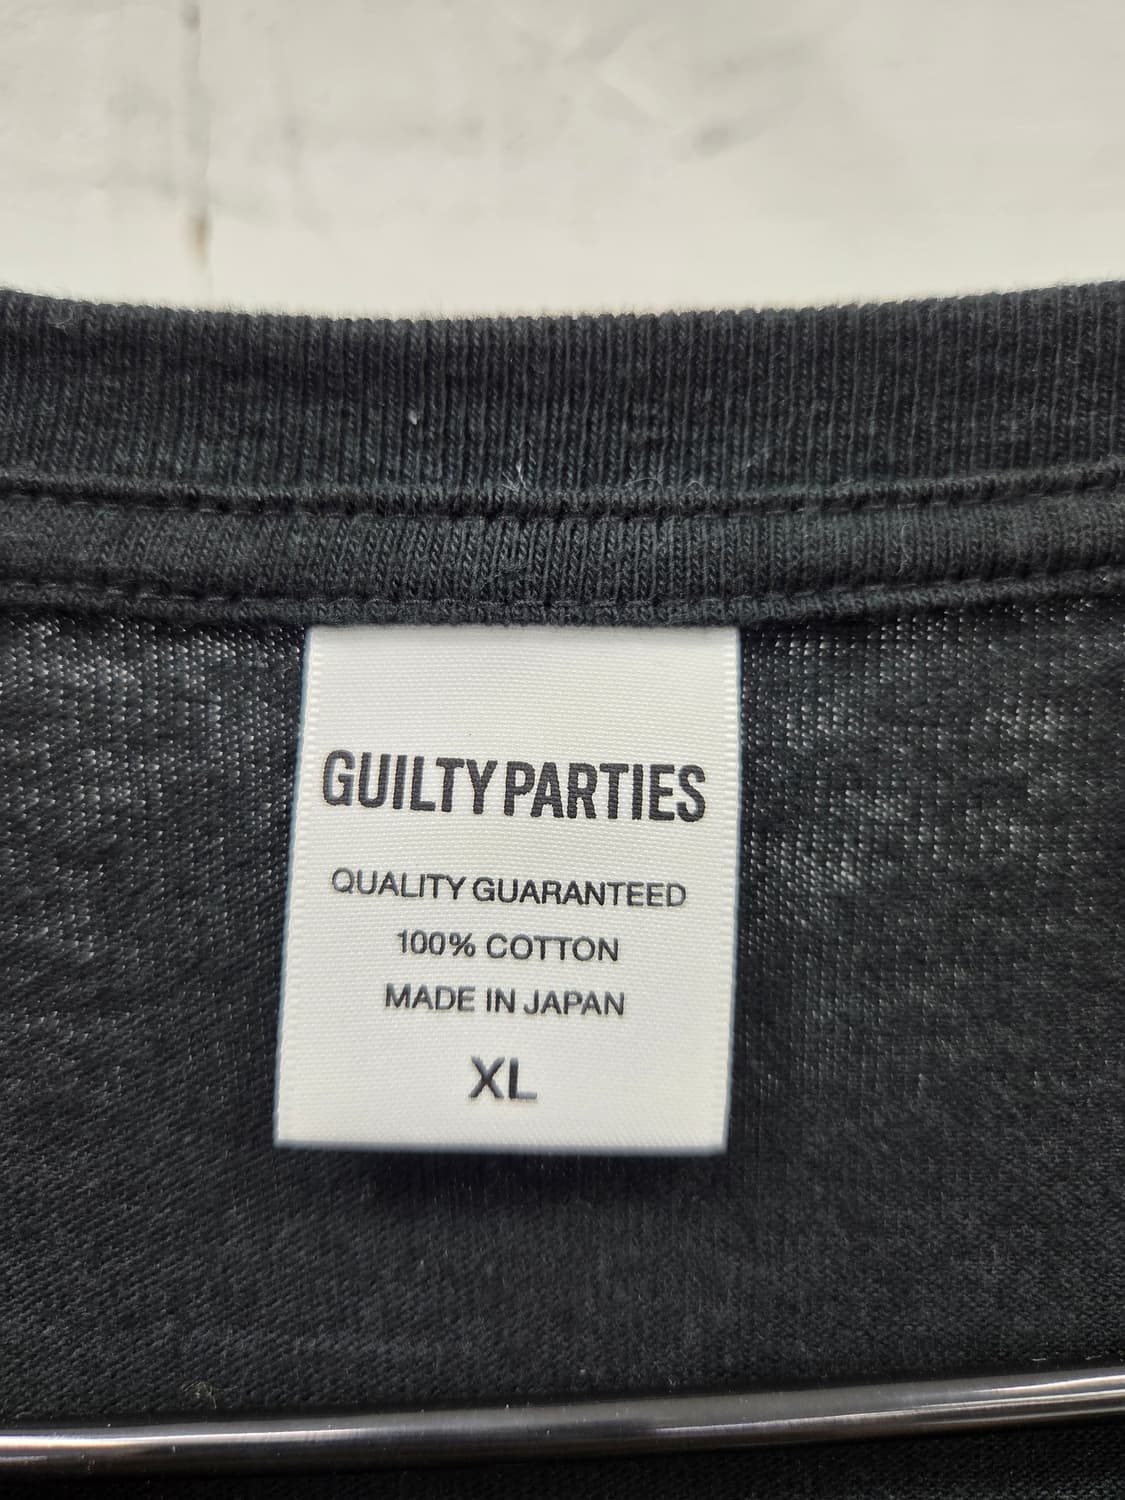 GUILTY PARTIES
QUALITY GUARANTEED
100% COTTON
MADE IN JAPAN
XL